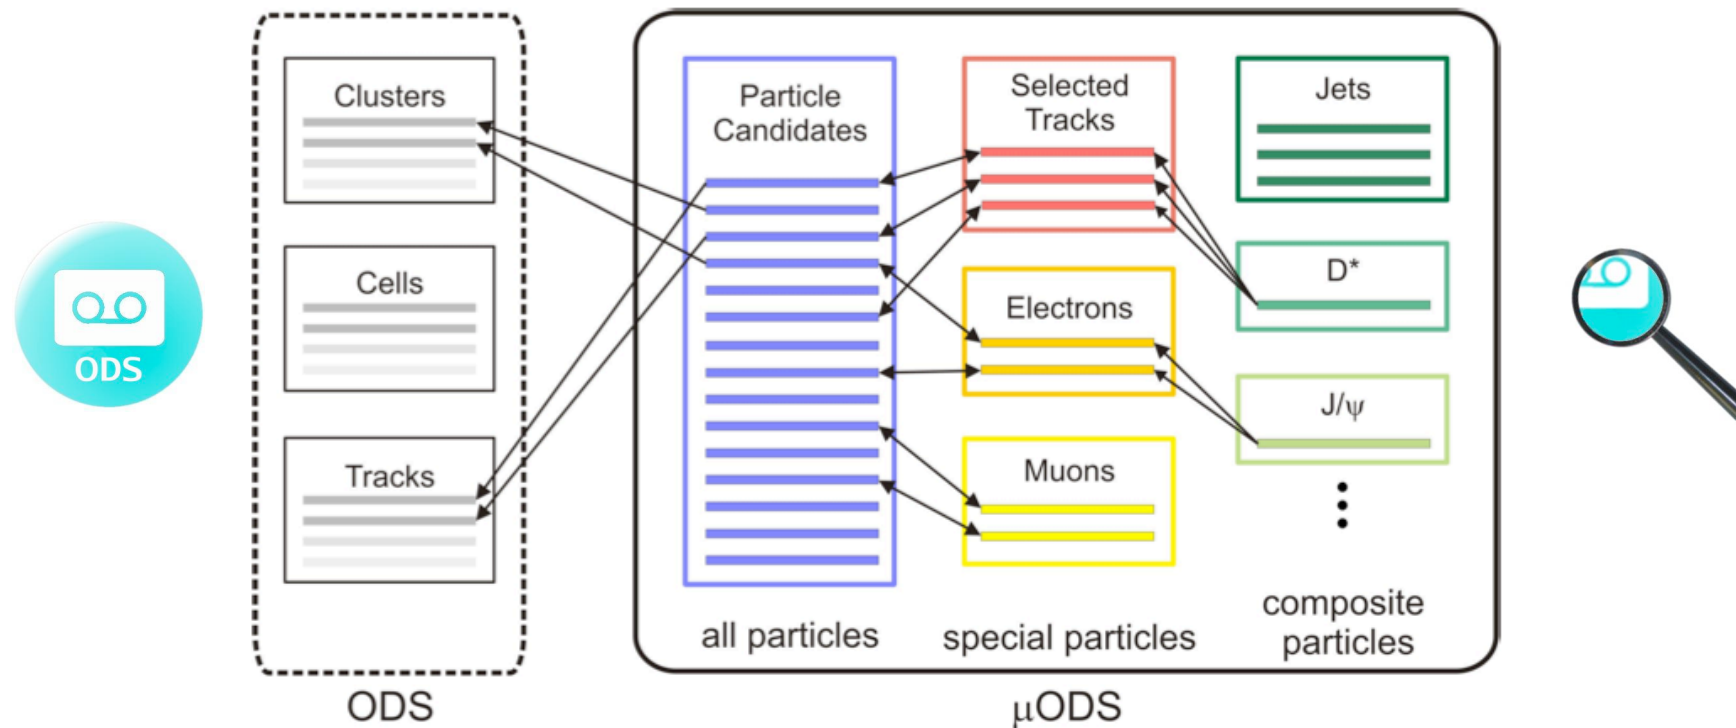 ODS
Clusters
Cells
Tracks
ODS
Particle
Candidates
all particles
Selected
Tracks
Electrons
Muons
special particles
Jets
D*
J/ψ
composite
particles
μODS